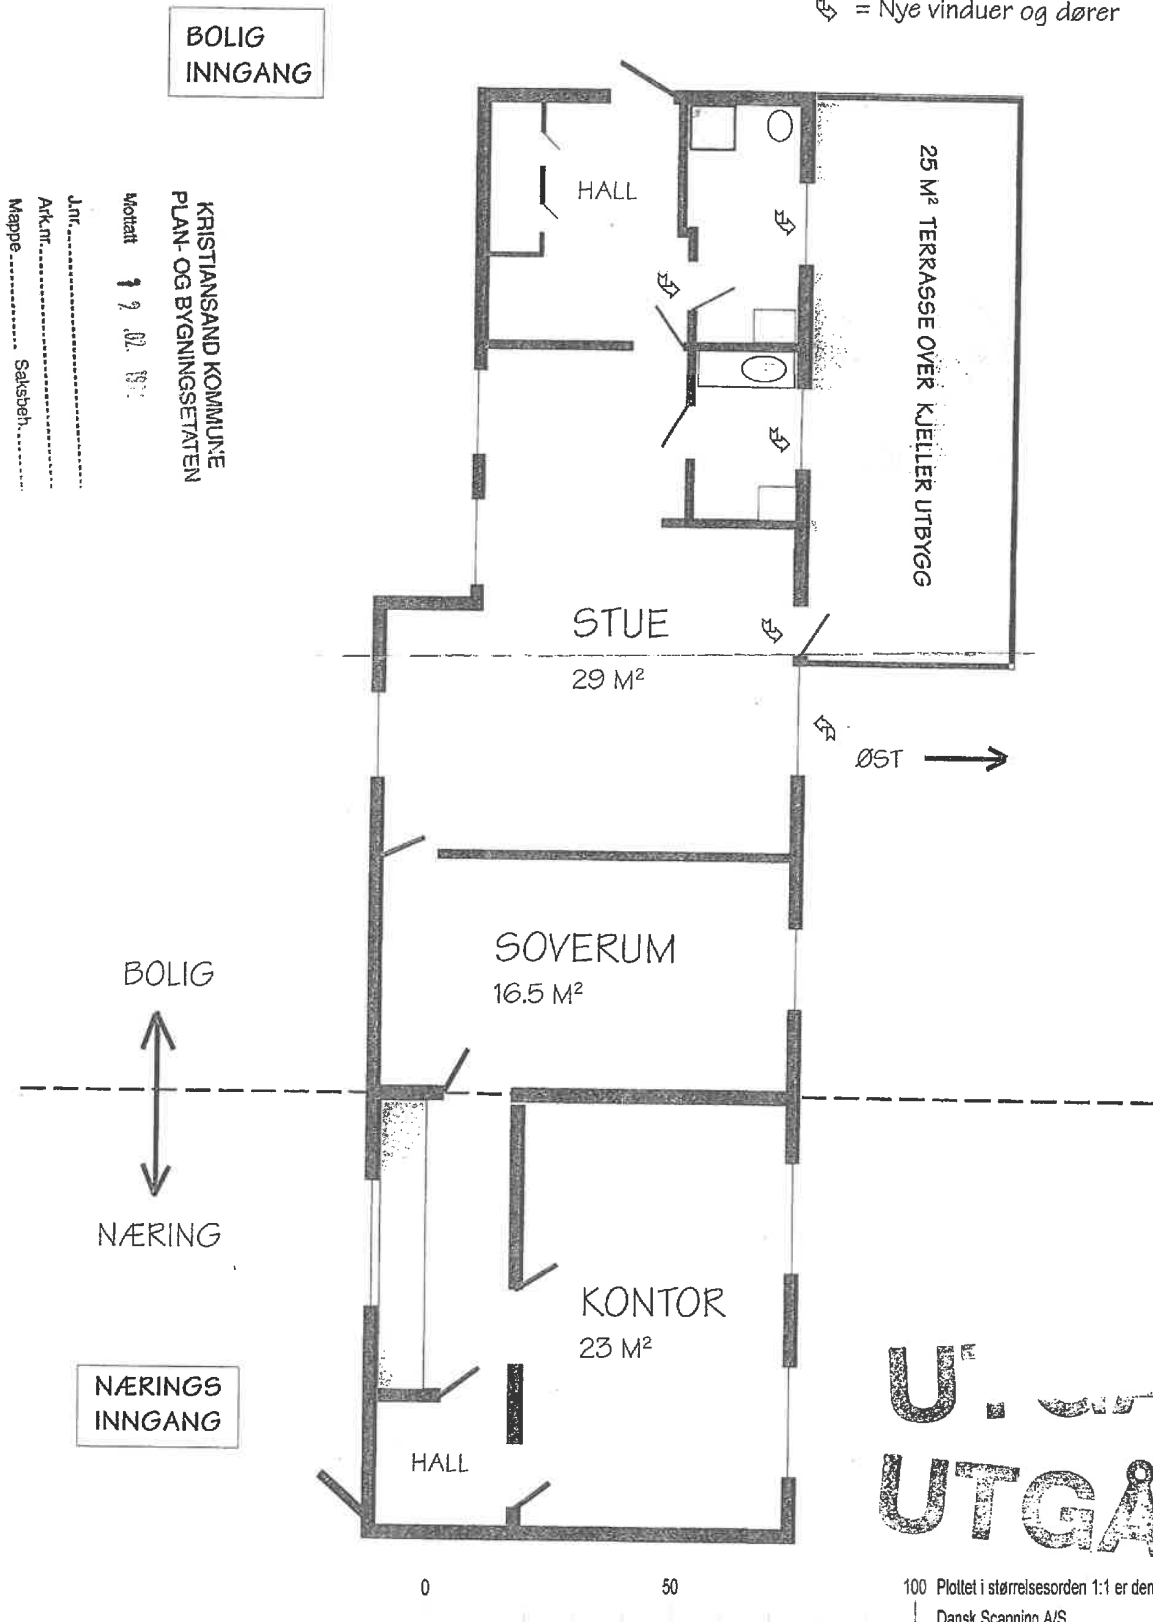 = Nye vinduer og dører
BOLIG
INNGANG
KRISTIANSAND KOMMUNE
PLAN- OG BYGNINGSETATEN
Mottatt 12.02.
J.nr.
Ark.nr.
Mappe Saksbeh.
HALL
25 M² TERRASSE OVER KJELLER UTBYGG
STUE
29 M²
ØST
SOVERUM
16.5 M²
BOLIG
NÆRING
KONTOR
23 M²
NÆRINGS
INNGANG
HALL
UTGÅ
0 50 100 Plottet i størrelsesorden 1:1 er den
Dansk Scanning A/S